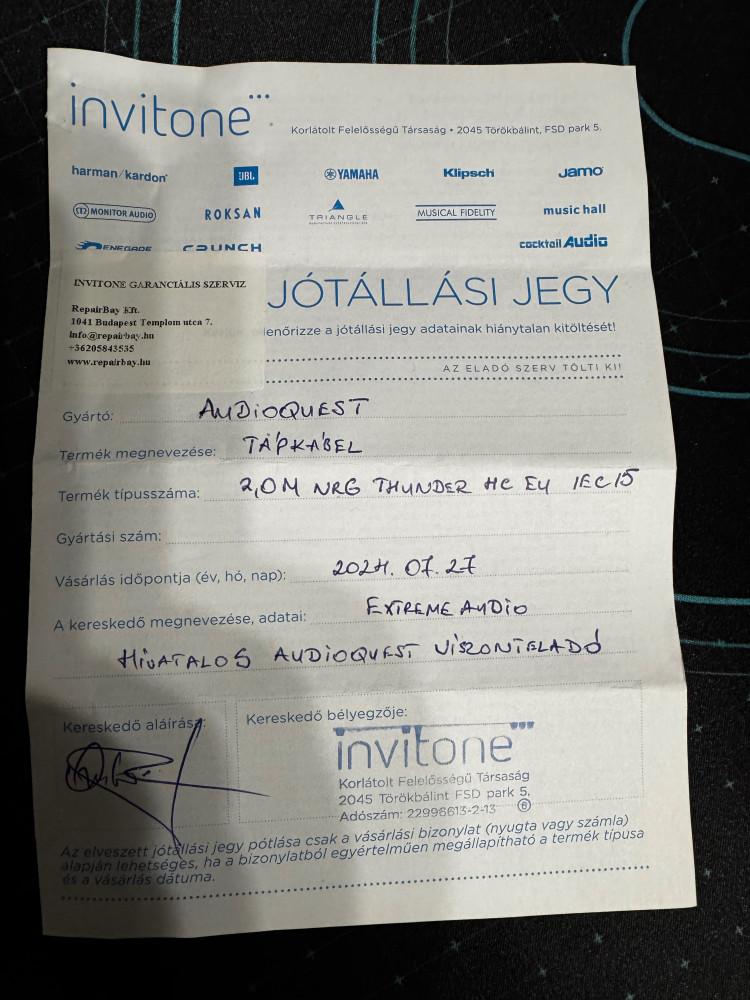 invitone
Korlátolt Felelősségű Társaság • 2045 Törökbálint, FSD park 5.
harman/kardon JBL YAMAHA Klipsch JAMO
MONITOR AUDIO ROKSAN TRIANGLE MUSICAL FIDELITY music hall
RENEGADE CRUNCH cocktail Audio
INVITONE GARANCIÁLIS SZERVIZ
RepairBay Kft.
1041 Budapest Templom utca 7.
info@repairbay.hu
+36205843535
www.repairbay.hu
JÓTÁLLÁSI JEGY
lenőrizze a jótállási jegy adatainak hiánytalan kitöltését!
AZ ELADÓ SZERV TÖLTI KI!
Gyártó: AUDIOQUEST
Termék megnevezése: TÁPKÁBEL
Termék típusszáma: 2,0M NRG THUNDER HC EU IEC15
Gyártási szám:
Vásárlás időpontja (év, hó, nap): 2024. 07. 27
A kereskedő megnevezése, adatai: EXTREME AUDIO
HIVATALOS AUDIOQUEST VISZONTELADÓ
Kereskedő aláírása:
Kereskedő bélyegzője:
invitone
Korlátolt Felelősségű Társaság
2045 Törökbálint FSD park 5.
Adószám: 22996613-2-13 6
Az elveszett jótállási jegy pótlása csak a vásárlási bizonylat (nyugta vagy számla)
alapján lehetséges, ha a bizonylatból egyértelműen megállapítható a termék típusa
és a vásárlás dátuma.